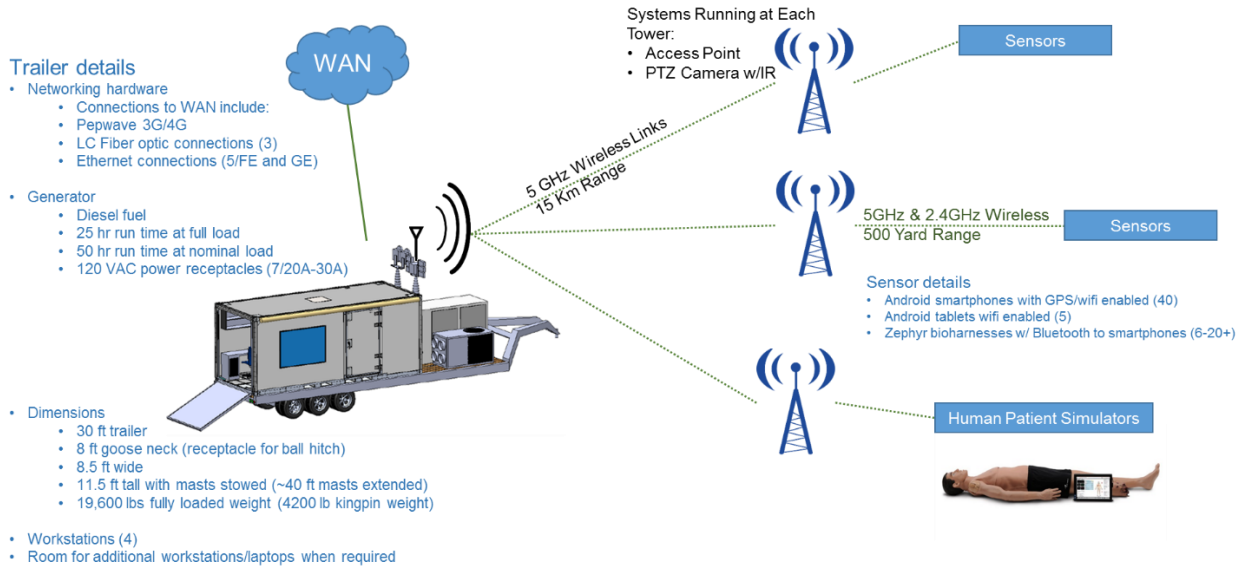 WAN
Trailer details
• Networking hardware
• Connections to WAN include:
• Pepwave 3G/4G
• LC Fiber optic connections (3)
• Ethernet connections (5/FE and GE)
• Generator
• Diesel fuel
• 25 hr run time at full load
• 50 hr run time at nominal load
• 120 VAC power receptacles (7/20A-30A)
• Dimensions
• 30 ft trailer
• 8 ft goose neck (receptacle for ball hitch)
• 8.5 ft wide
• 11.5 ft tall with masts stowed (~40 ft masts extended)
• 19,600 lbs fully loaded weight (4200 lb kingpin weight)
• Workstations (4)
• Room for additional workstations/laptops when required
Systems Running at Each
Tower:
• Access Point
• PTZ Camera w/IR
5 GHz Wireless Links
15 Km Range
Sensors
5GHz & 2.4GHz Wireless
500 Yard Range
Sensors
Sensor details
• Android smartphones with GPS/wifi enabled (40)
• Android tablets wifi enabled (5)
• Zephyr bioharnesses w/ Bluetooth to smartphones (6-20+)
Human Patient Simulators